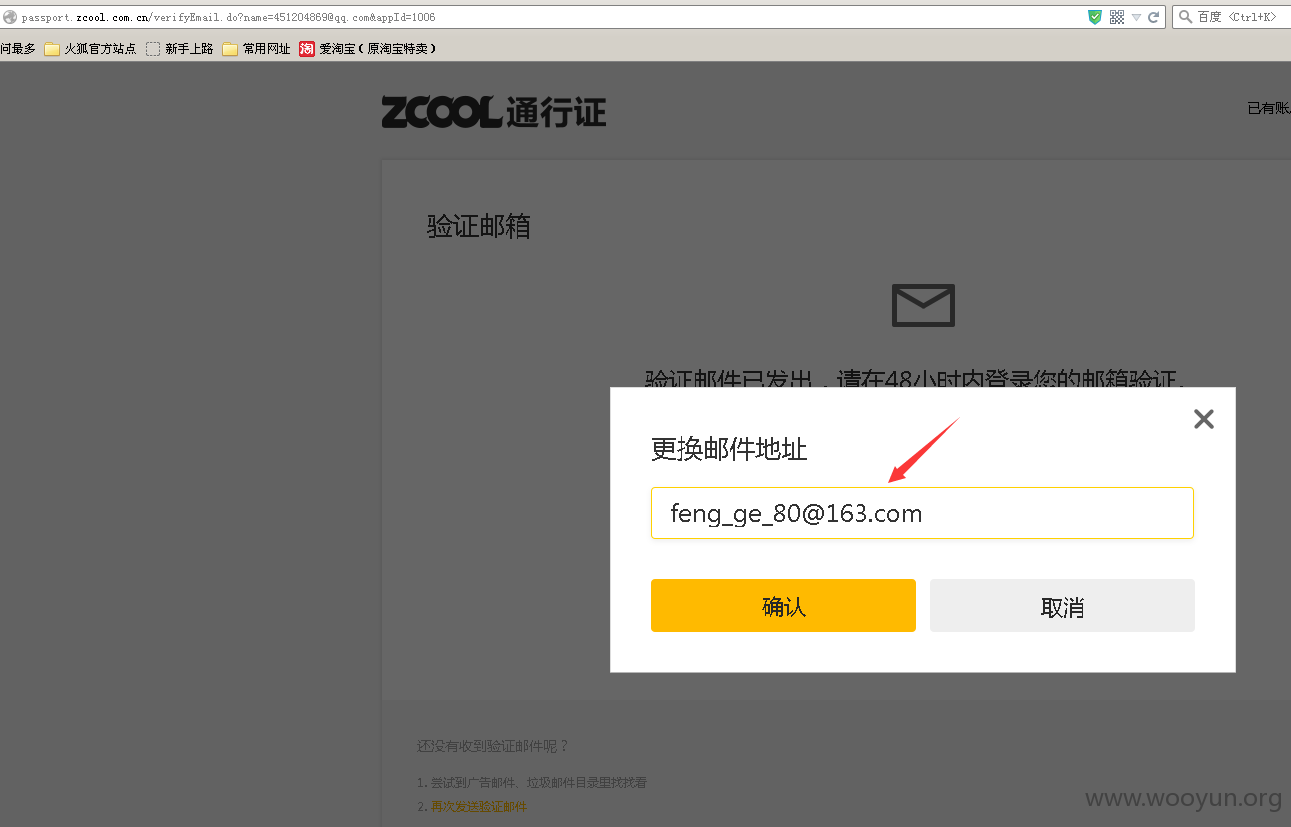 passport.zcool.com.cn/verifyEmail.do?name=451204869@qq.com&appId=1006
百度 <Ctrl+K>
问最多 火狐官方站点 新手上路 常用网址 淘 爱淘宝（原淘宝特卖）
ZCOOL 通行证
已有账
验证邮箱
验证邮件已发出，请在48小时内登录您的邮箱验证。
更换邮件地址
feng_ge_80@163.com
确认 取消
还没有收到验证邮件呢？
1. 尝试到广告邮件、垃圾邮件目录里找找看
2. 再次发送验证邮件
www.wooyun.org